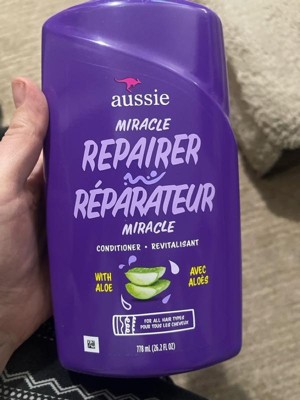 aussie
MIRACLE
REPAIRER
RÉPARATEUR
MIRACLE
CONDITIONER • REVITALISANT
WITH AVEC
ALOE ALOÈS
FOR ALL HAIR TYPES
POUR TOUS LES CHEVEUX
778 mL (26.2 FL OZ)